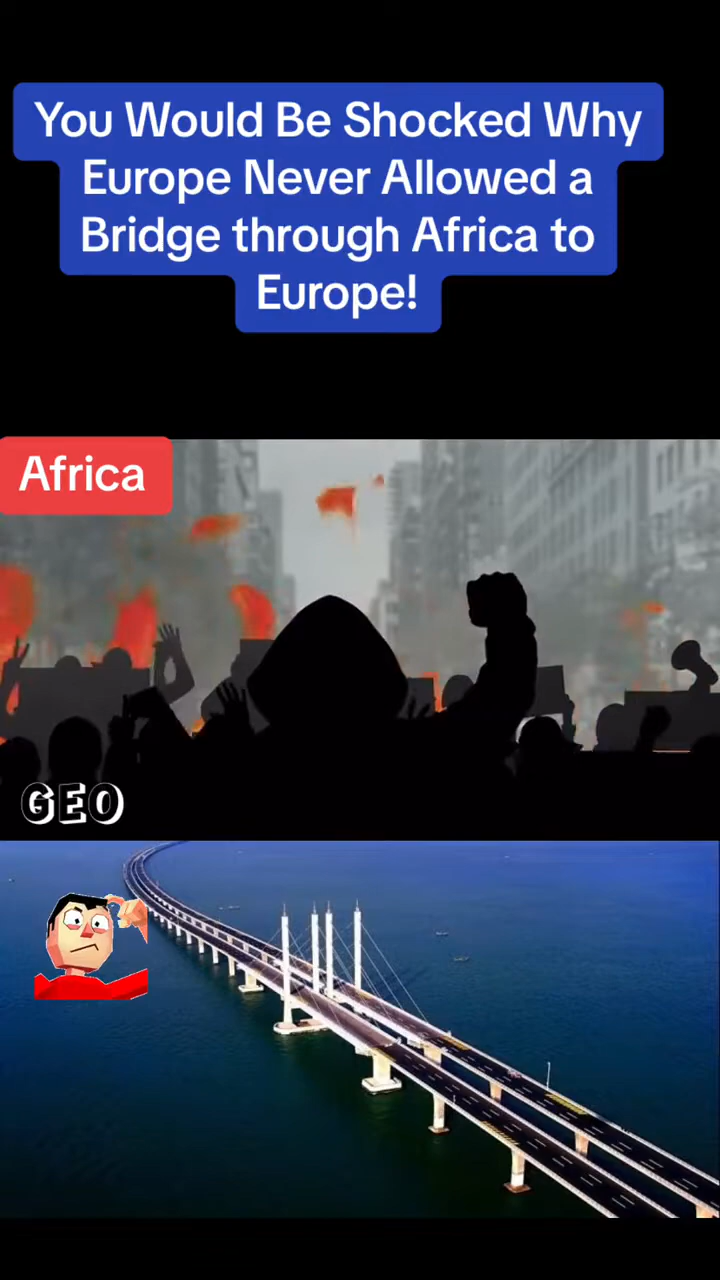 You Would Be Shocked Why
Europe Never Allowed a
Bridge through Africa to
Europe!
Africa
GEO